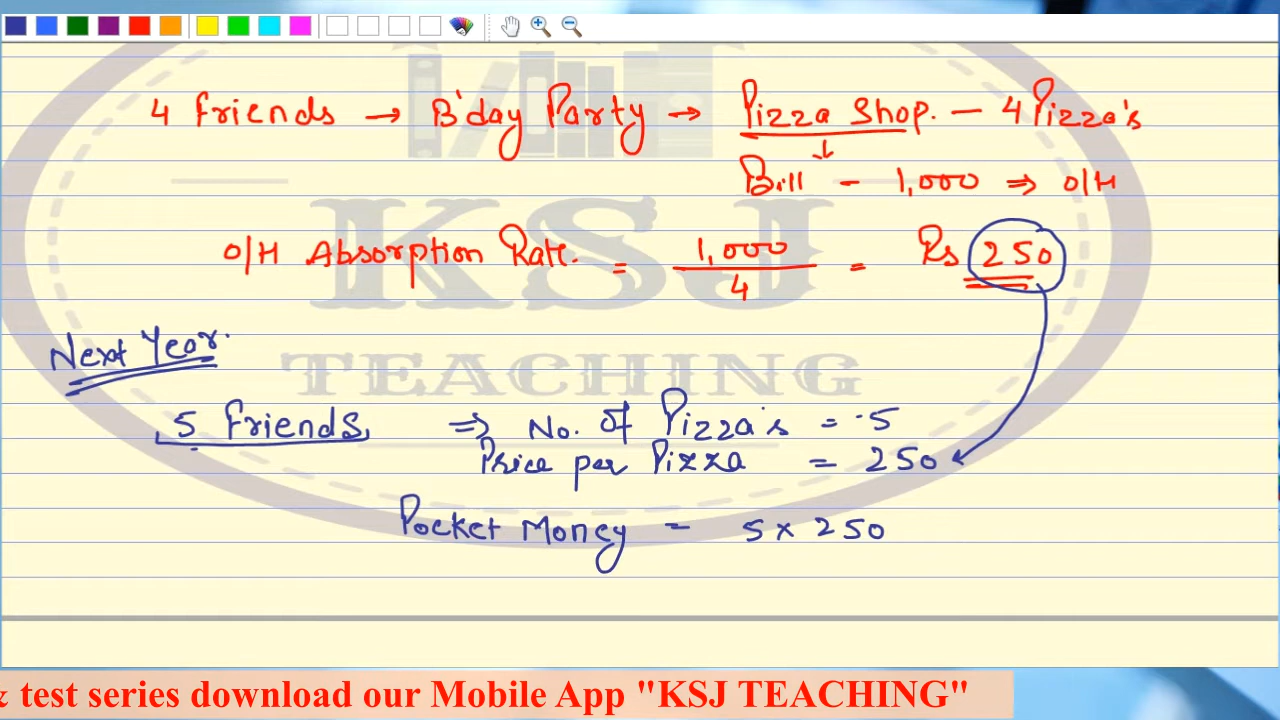 4 Friends → B'day Party → Pizza Shop. — 4 Pizza's
↓
Bill - 1,000 ⇒ O/H
O/H Absorption Rate. = 1,000 / 4 = Rs 250
Next Year.
5 Friends ⇒ No. of Pizza's = 5
Price per Pizza = 250
Pocket Money = 5 x 250
KSJ
TEACHING
& test series download our Mobile App "KSJ TEACHING"